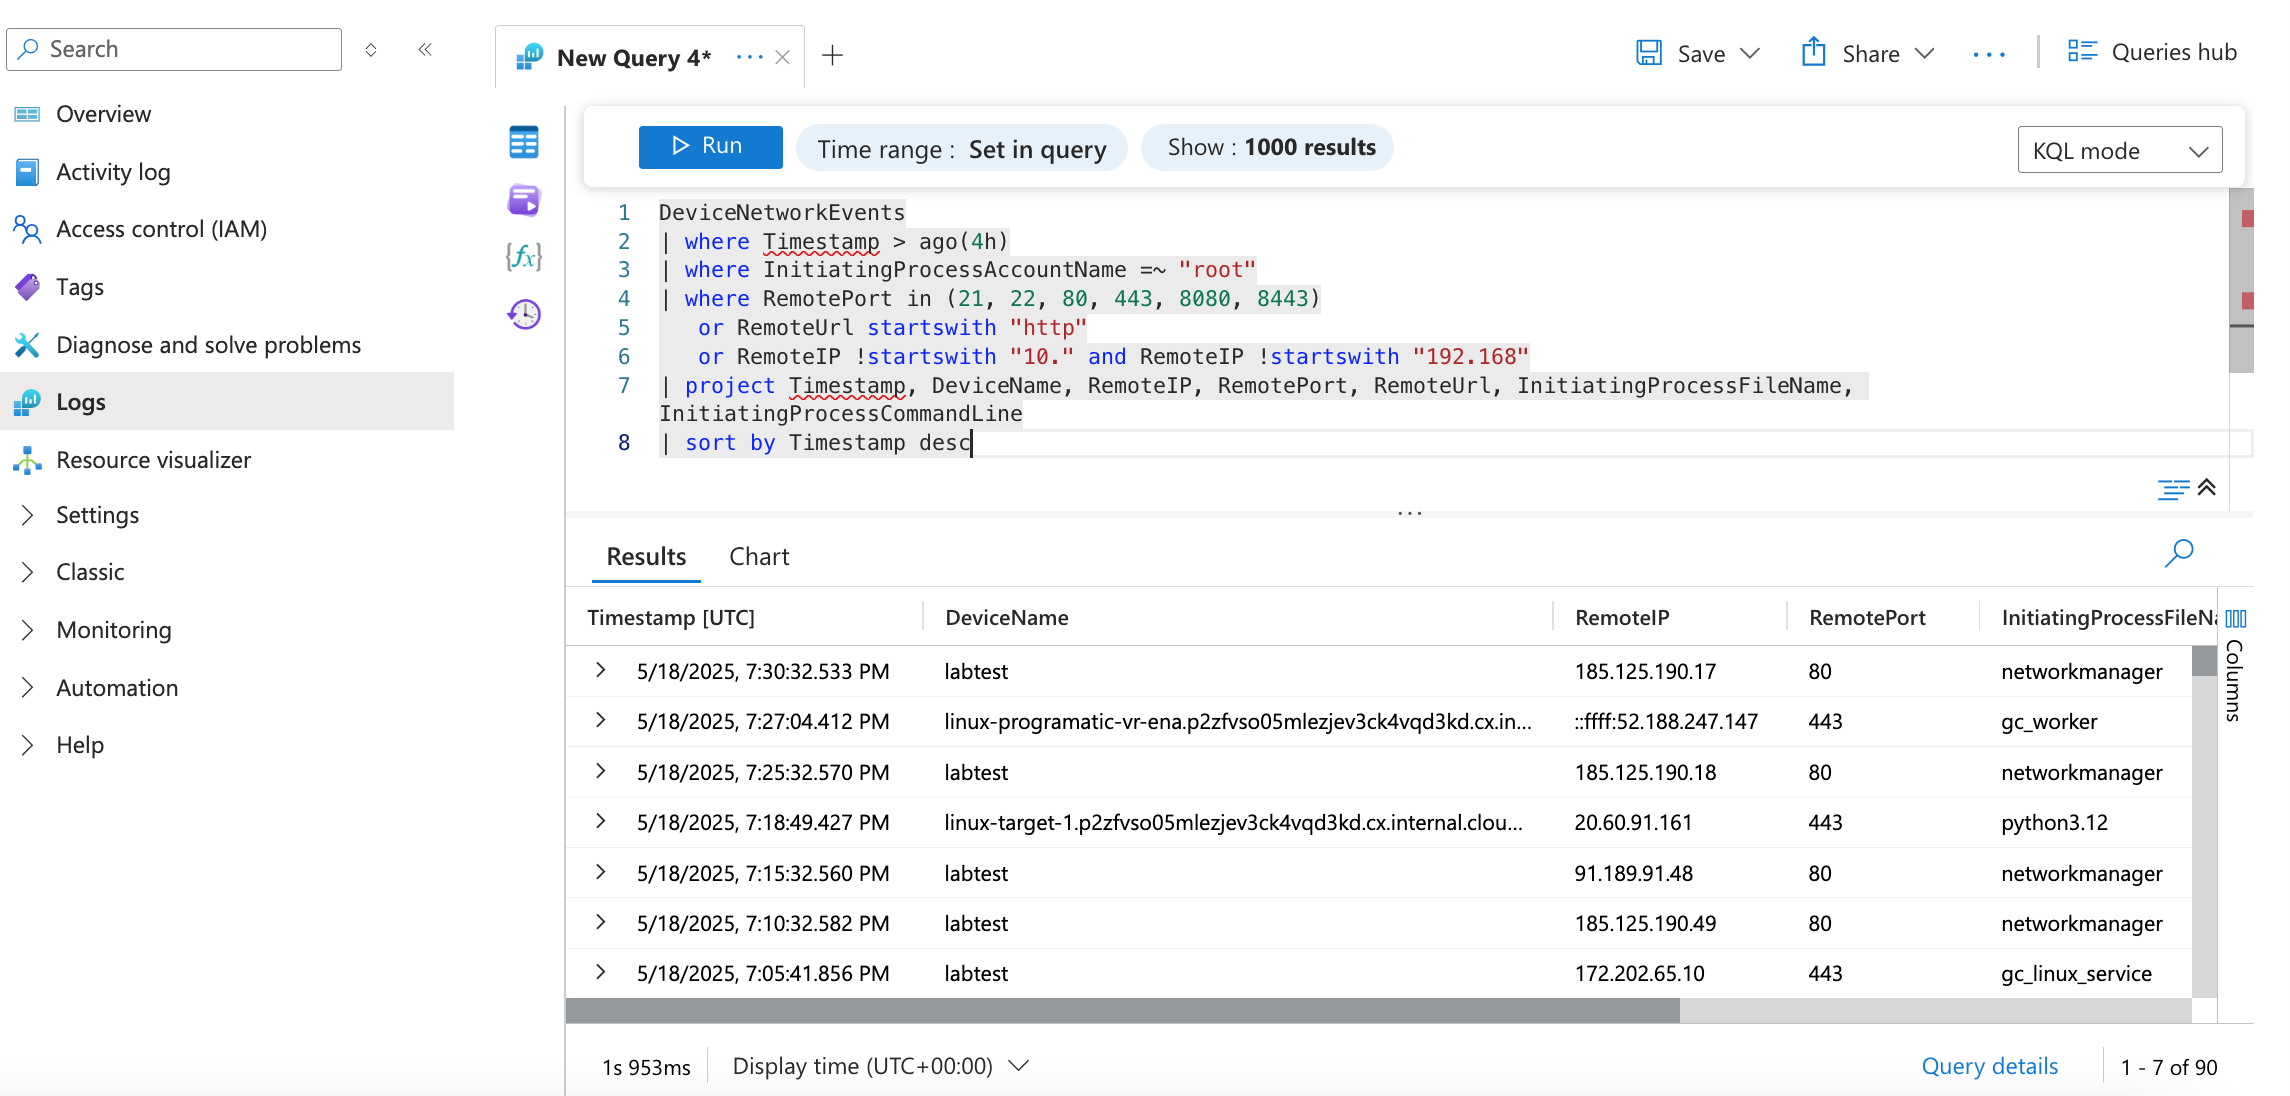 Search
New Query 4*
Save
Share
Queries hub
Overview
Activity log
Access control (IAM)
Tags
Diagnose and solve problems
Logs
Resource visualizer
Settings
Classic
Monitoring
Automation
Help
Run
Time range : Set in query
Show : 1000 results
KQL mode
1 DeviceNetworkEvents
2 | where Timestamp > ago(4h)
3 | where InitiatingProcessAccountName =~ "root"
4 | where RemotePort in (21, 22, 80, 443, 8080, 8443)
5 or RemoteUrl startswith "http"
6 or RemoteIP !startswith "10." and RemoteIP !startswith "192.168"
7 | project Timestamp, DeviceName, RemoteIP, RemotePort, RemoteUrl, InitiatingProcessFileName,
InitiatingProcessCommandLine
8 | sort by Timestamp desc
Results Chart
Timestamp [UTC] DeviceName RemoteIP RemotePort InitiatingProcessFileNa
5/18/2025, 7:30:32.533 PM labtest 185.125.190.17 80 networkmanager
5/18/2025, 7:27:04.412 PM linux-programatic-vr-ena.p2zfvso05mlezjev3ck4vqd3kd.cx.in... ::ffff:52.188.247.147 443 gc_worker
5/18/2025, 7:25:32.570 PM labtest 185.125.190.18 80 networkmanager
5/18/2025, 7:18:49.427 PM linux-target-1.p2zfvso05mlezjev3ck4vqd3kd.cx.internal.clou... 20.60.91.161 443 python3.12
5/18/2025, 7:15:32.560 PM labtest 91.189.91.48 80 networkmanager
5/18/2025, 7:10:32.582 PM labtest 185.125.190.49 80 networkmanager
5/18/2025, 7:05:41.856 PM labtest 172.202.65.10 443 gc_linux_service
Columns
1s 953ms Display time (UTC+00:00) Query details 1 - 7 of 90